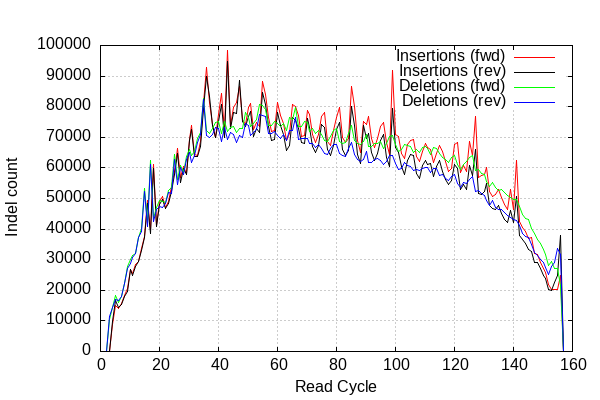 100000
90000
80000
70000
60000
50000
40000
30000
20000
10000
0
Indel count
Insertions (fwd)
Insertions (rev)
Deletions (fwd)
Deletions (rev)
0 20 40 60 80 100 120 140 160
Read Cycle